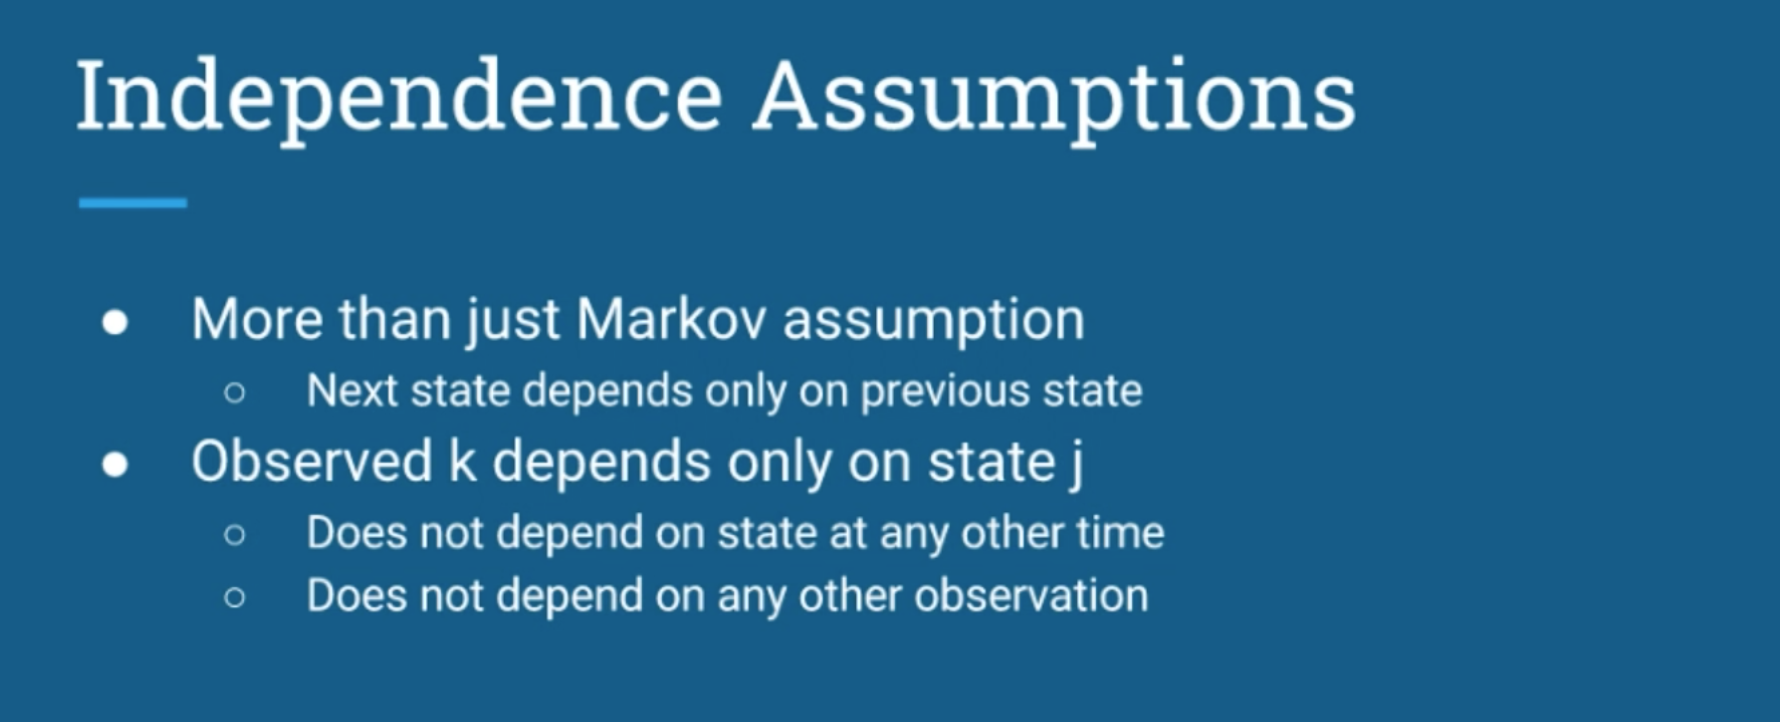 Independence Assumptions
● More than just Markov assumption
○ Next state depends only on previous state
● Observed k depends only on state j
○ Does not depend on state at any other time
○ Does not depend on any other observation